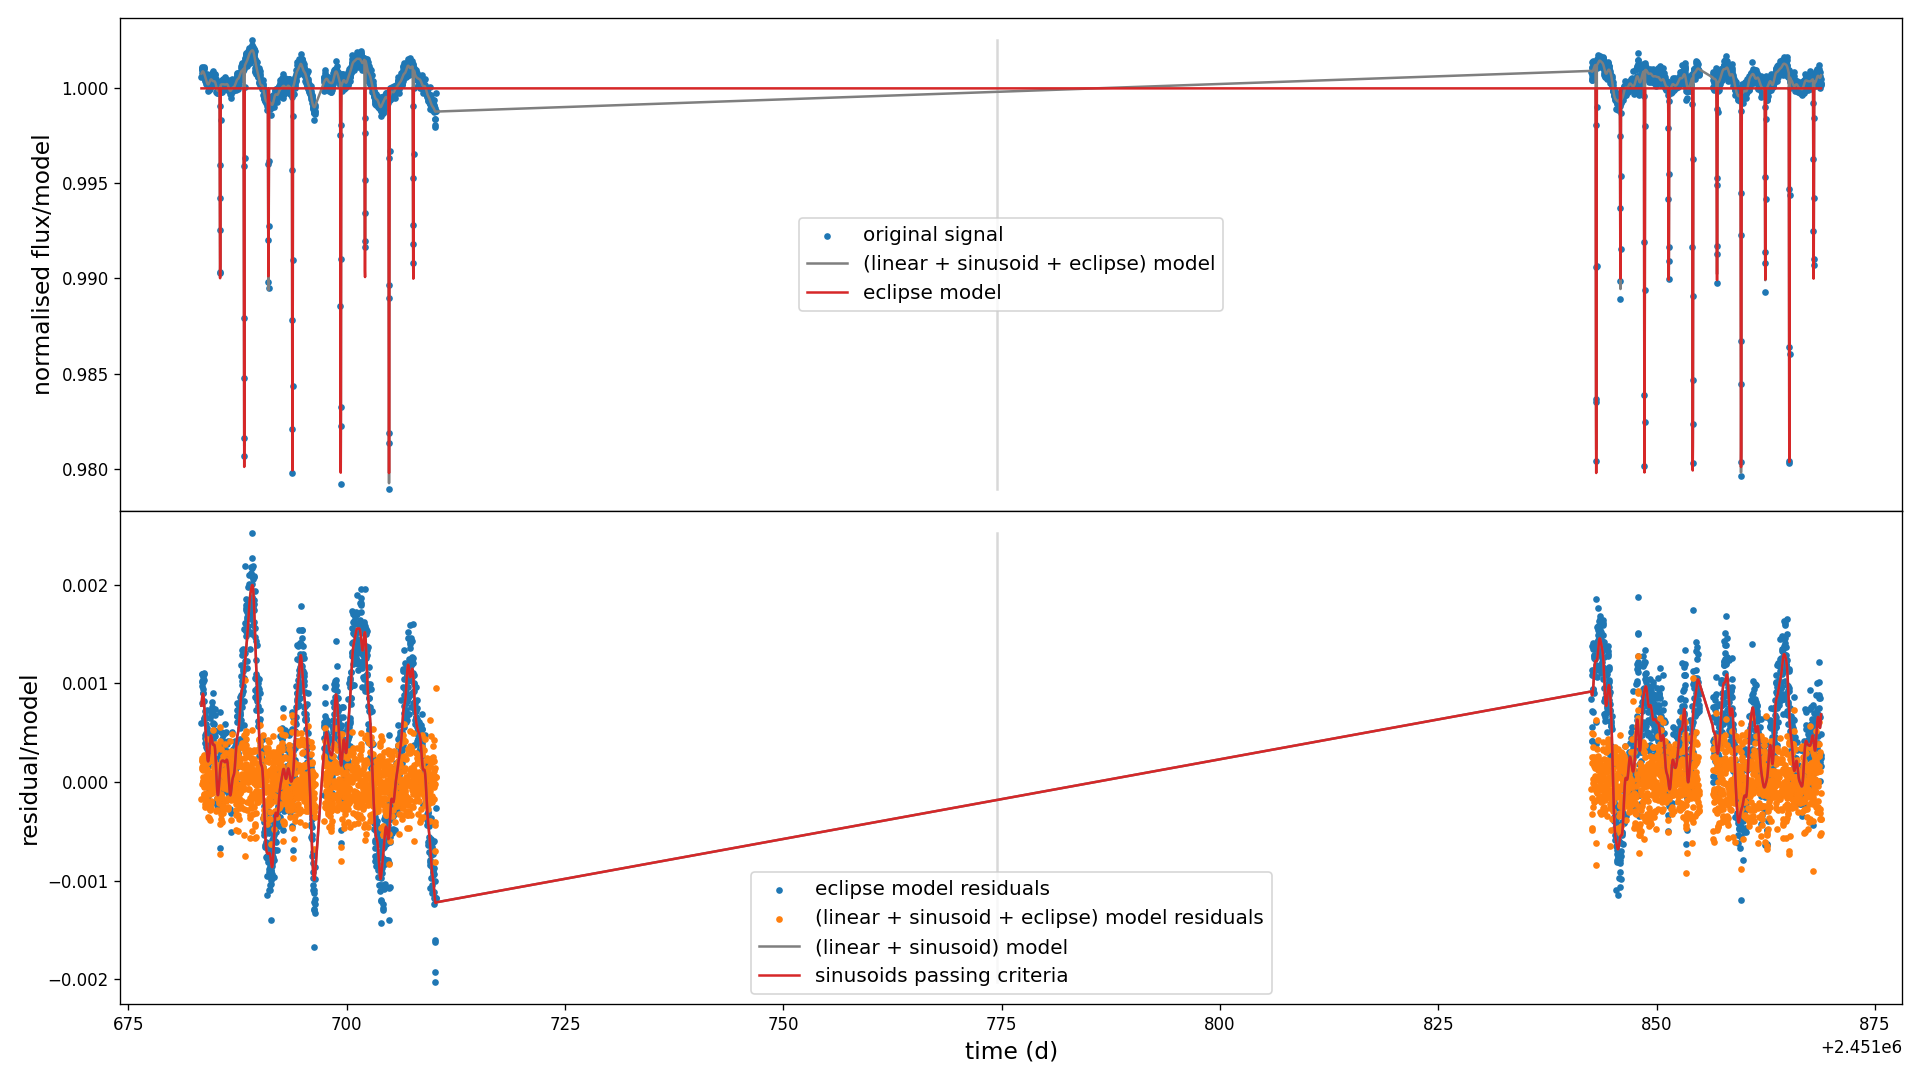 normalised flux/model
1.000
0.995
0.990
0.985
0.980
original signal
(linear + sinusoid + eclipse) model
eclipse model
residual/model
0.002
0.001
0.000
−0.001
−0.002
eclipse model residuals
(linear + sinusoid + eclipse) model residuals
(linear + sinusoid) model
sinusoids passing criteria
675 700 725 750 775 800 825 850 875
time (d)
+2.451e6